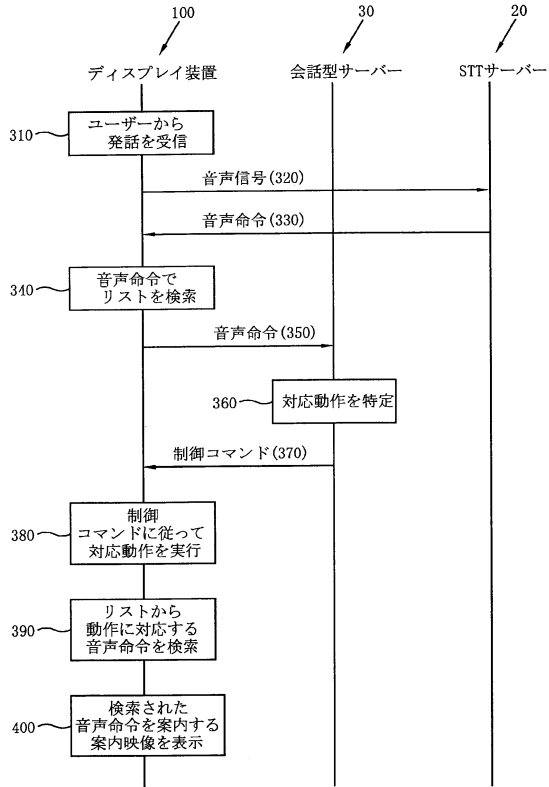 100
30
20
ディスプレイ装置
会話型サーバー
STTサーバー
310
ユーザーから
発話を受信
音声信号(320)
音声命令(330)
340
音声命令で
リストを検索
音声命令(350)
360
対応動作を特定
制御コマンド(370)
380
制御
コマンドに従って
対応動作を実行
390
リストから
動作に対応する
音声命令を検索
400
検索された
音声命令を案内する
案内映像を表示